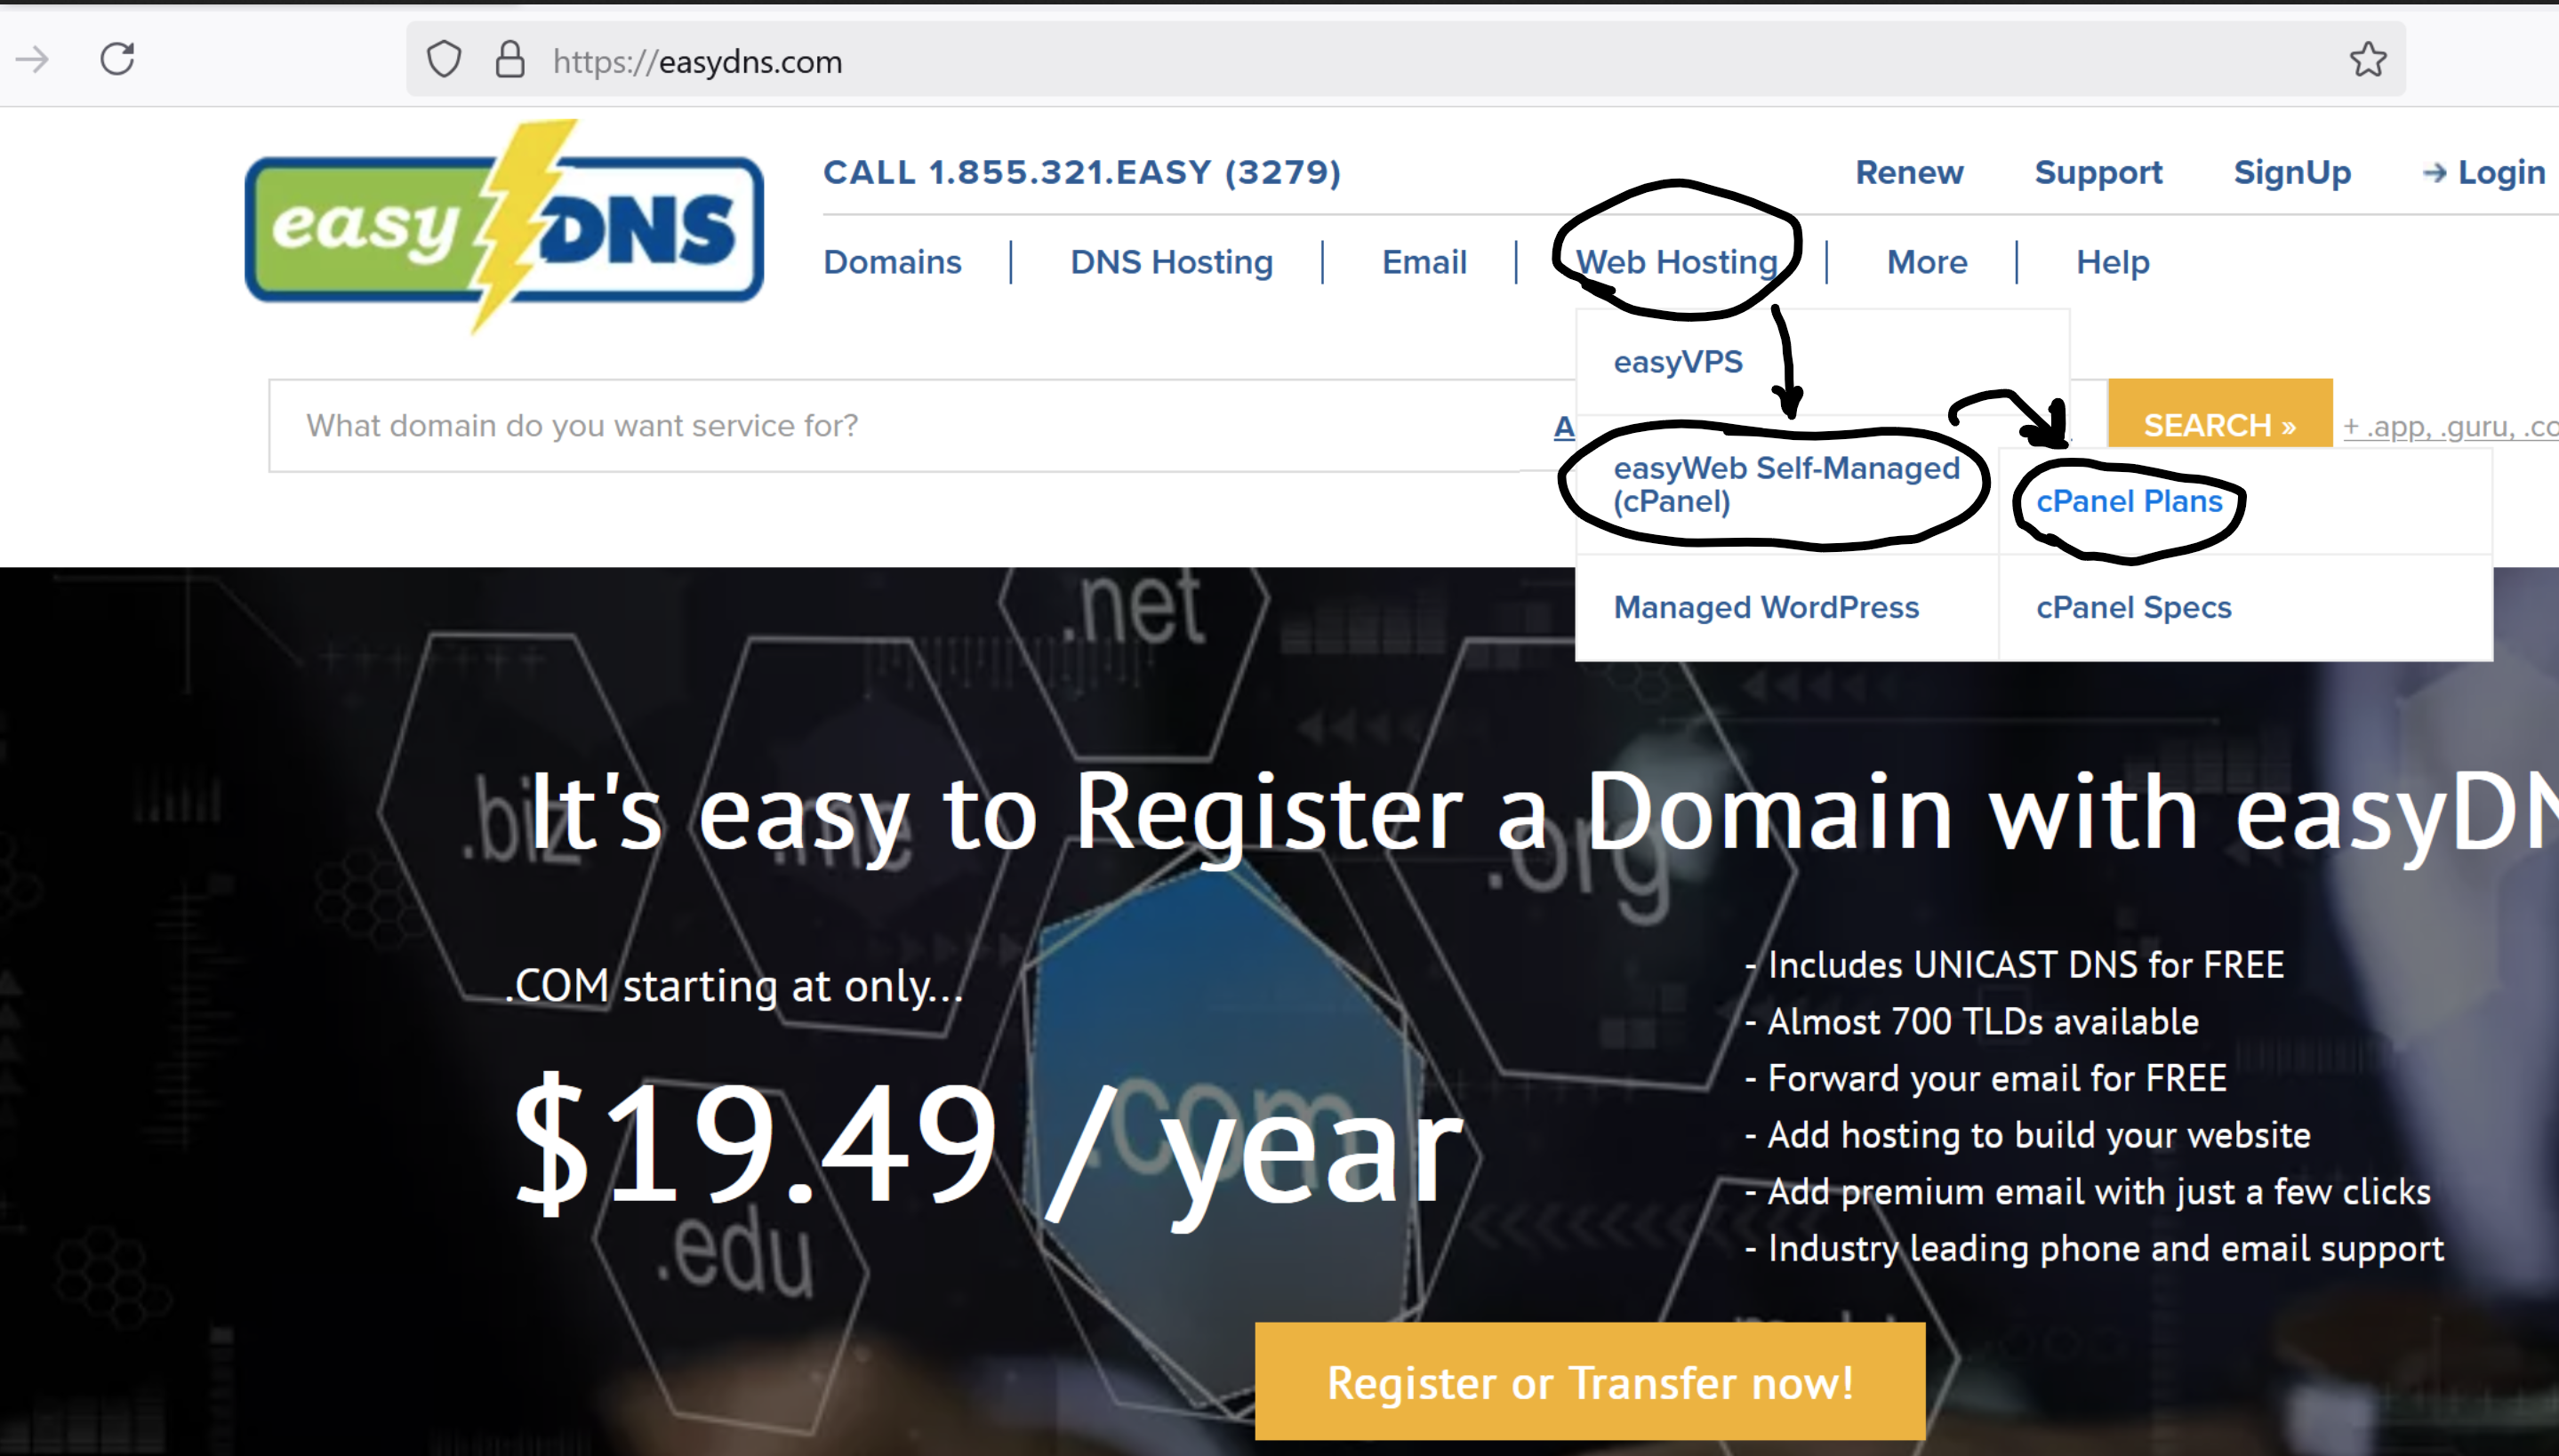 https://easydns.com
easy DNS
CALL 1.855.321.EASY (3279)
Renew Support SignUp Login
Domains DNS Hosting Email Web Hosting More Help
easyVPS
What domain do you want service for?
A
SEARCH »
+ .app, .guru, .co
easyWeb Self-Managed
(cPanel)
cPanel Plans
Managed WordPress
cPanel Specs
.net
.biz
.me
.org
It's easy to Register a Domain with easyDN
.COM starting at only...
$19.49 / year
.com
.edu
- Includes UNICAST DNS for FREE
- Almost 700 TLDs available
- Forward your email for FREE
- Add hosting to build your website
- Add premium email with just a few clicks
- Industry leading phone and email support
Register or Transfer now!